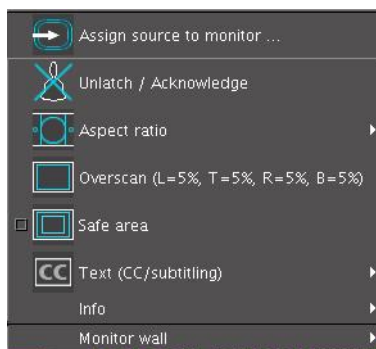 Assign source to monitor ...
Unlatch / Acknowledge
Aspect ratio
Overscan (L=5%, T=5%, R=5%, B=5%)
Safe area
CC Text (CC/subtitling)
Info
Monitor wall